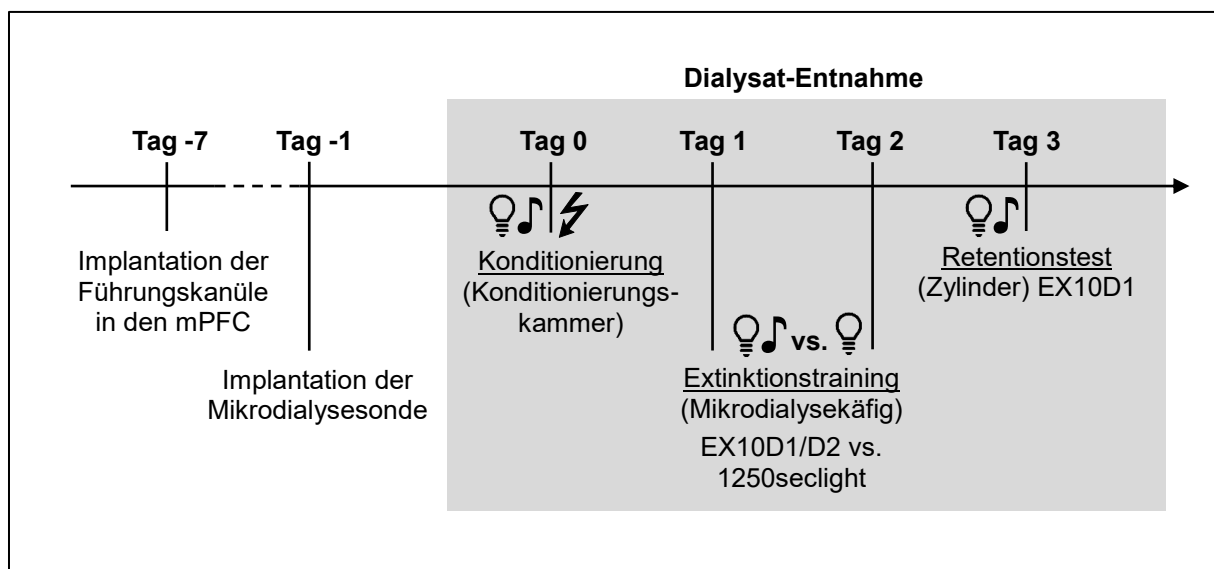 Dialysat-Entnahme
Tag -7
Tag -1
Tag 0
Tag 1
Tag 2
Tag 3
Implantation der
Führungskanüle
in den mPFC
Implantation der
Mikrodialysesonde
Konditionierung
(Konditionierungs-
kammer)
vs.
Extinktionstraining
(Mikrodialysekäfig)
EX10D1/D2 vs.
1250seclight
Retentionstest
(Zylinder) EX10D1